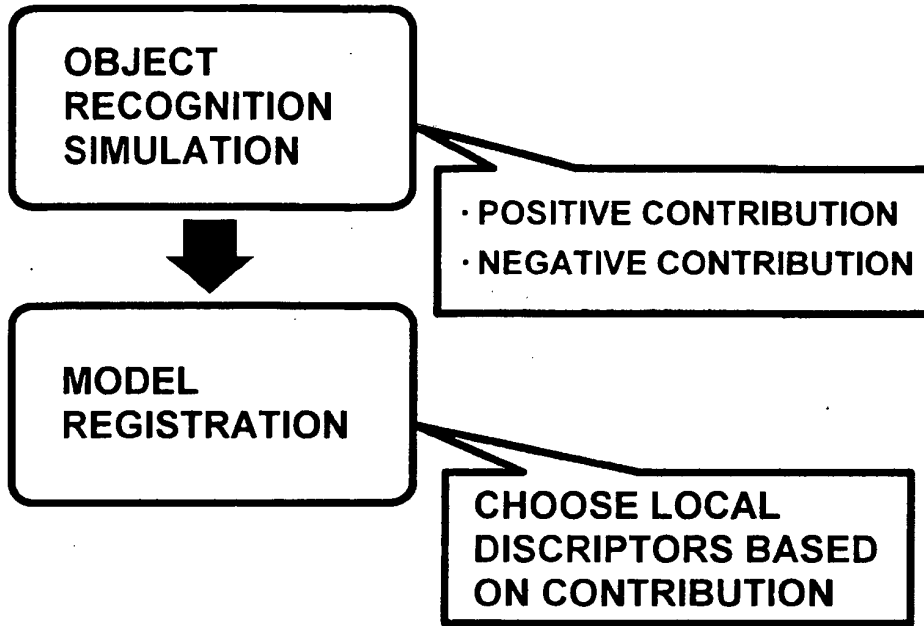 OBJECT
RECOGNITION
SIMULATION
· POSITIVE CONTRIBUTION
· NEGATIVE CONTRIBUTION
MODEL
REGISTRATION
CHOOSE LOCAL
DISCRIPTORS BASED
ON CONTRIBUTION